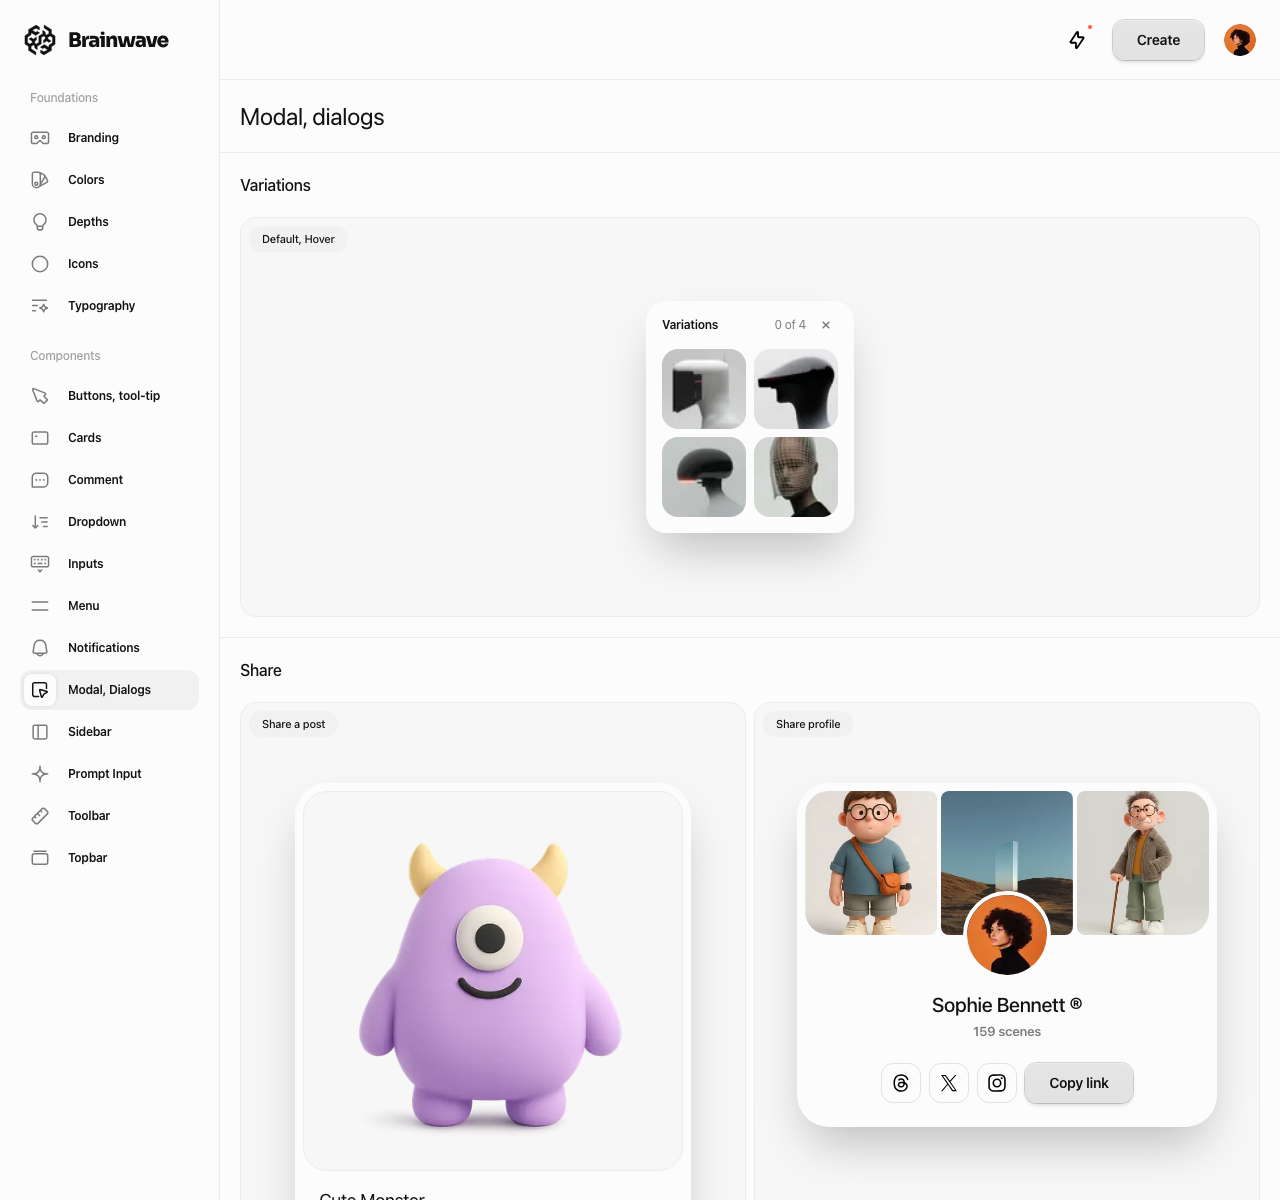 Brainwave
Create
Foundations
Branding
Colors
Depths
Icons
Typography
Components
Buttons, tool-tip
Cards
Comment
Dropdown
Inputs
Menu
Notifications
Modal, Dialogs
Sidebar
Prompt Input
Toolbar
Topbar
Modal, dialogs
Variations
Default, Hover
Variations 0 of 4
Share
Share a post
Cute Monster
Share profile
Sophie Bennett ®
159 scenes
Copy link